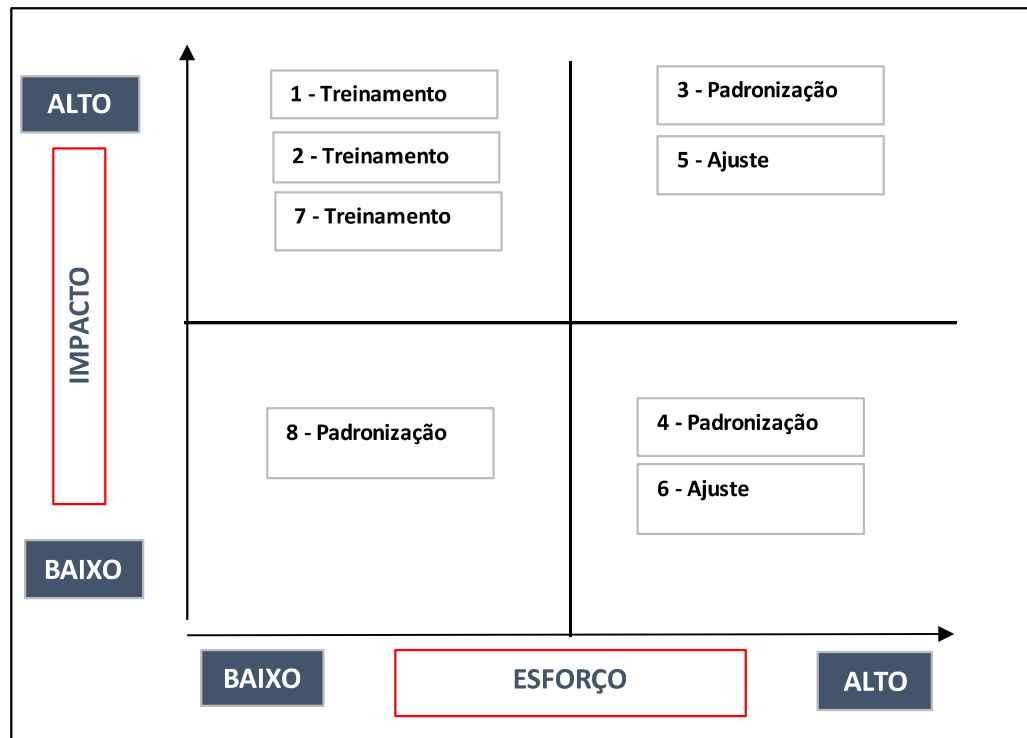 ALTO
IMPACTO
BAIXO
1 - Treinamento
2 - Treinamento
7 - Treinamento
3 - Padronização
5 - Ajuste
8 - Padronização
4 - Padronização
6 - Ajuste
BAIXO
ESFORÇO
ALTO